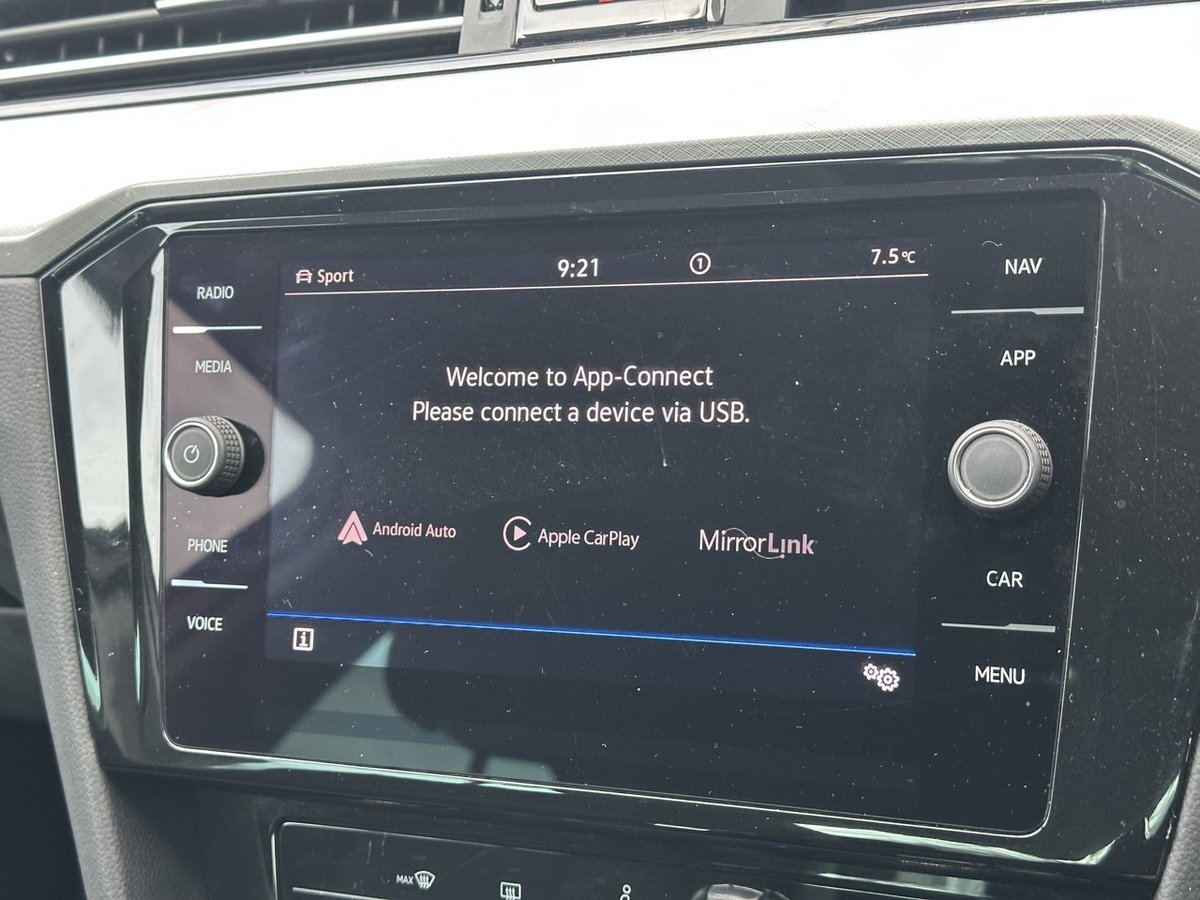 Sport 9:21 1 7.5°C
RADIO
MEDIA
PHONE
VOICE
Welcome to App-Connect
Please connect a device via USB.
Android Auto Apple CarPlay MirrorLink
i
NAV
APP
CAR
MENU
MAX